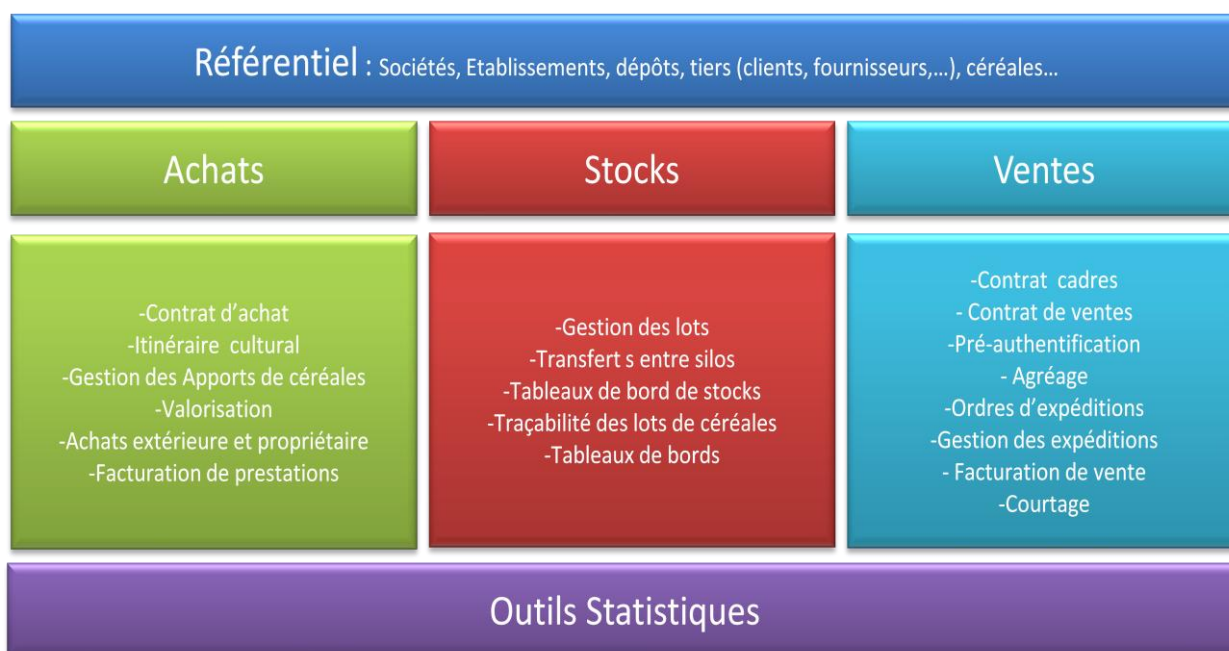 Référentiel : Sociétés, Etablissements, dépôts, tiers (clients, fournisseurs,...), céréales...
Achats
-Contrat d’achat
-Itinéraire cultural
-Gestion des Apports de céréales
-Valorisation
-Achats extérieure et propriétaire
-Facturation de prestations
Stocks
-Gestion des lots
-Transfert s entre silos
-Tableaux de bord de stocks
-Traçabilité des lots de céréales
-Tableaux de bords
Ventes
-Contrat cadres
- Contrat de ventes
-Pré-authentification
- Agréage
-Ordres d’expéditions
-Gestion des expéditions
- Facturation de vente
-Courtage
Outils Statistiques